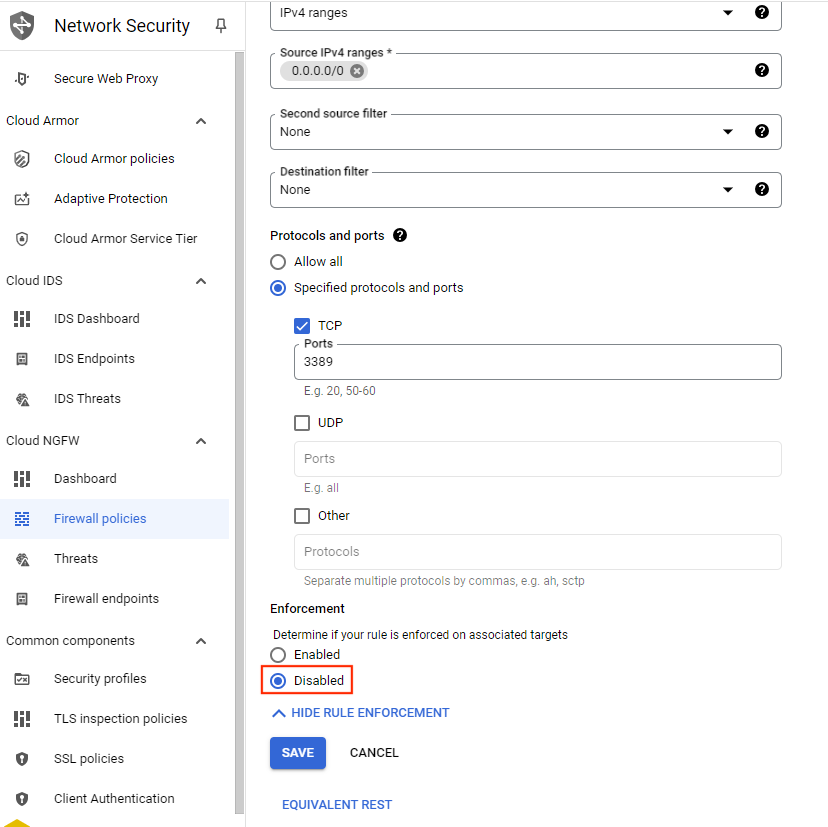 Network Security
Secure Web Proxy
Cloud Armor
Cloud Armor policies
Adaptive Protection
Cloud Armor Service Tier
Cloud IDS
IDS Dashboard
IDS Endpoints
IDS Threats
Cloud NGFW
Dashboard
Firewall policies
Threats
Firewall endpoints
Common components
Security profiles
TLS inspection policies
SSL policies
Client Authentication
IPv4 ranges
Source IPv4 ranges *
0.0.0.0/0
Second source filter
None
Destination filter
None
Protocols and ports
Allow all
Specified protocols and ports
TCP
Ports
3389
E.g. 20, 50-60
UDP
Ports
E.g. all
Other
Protocols
Separate multiple protocols by commas, e.g. ah, sctp
Enforcement
Determine if your rule is enforced on associated targets
Enabled
Disabled
HIDE RULE ENFORCEMENT
SAVE CANCEL
EQUIVALENT REST